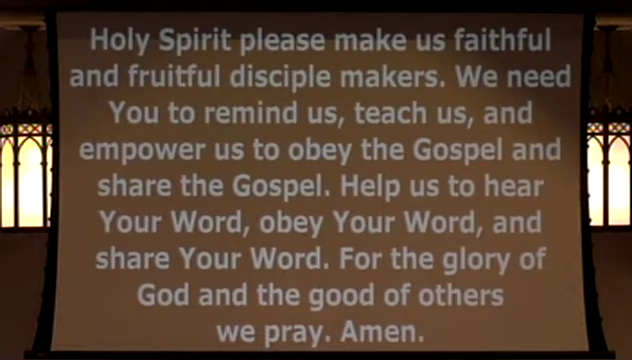 Holy Spirit please make us faithful
and fruitful disciple makers. We need
You to remind us, teach us, and
empower us to obey the Gospel and
share the Gospel. Help us to hear
Your Word, obey Your Word, and
share Your Word. For the glory of
God and the good of others
we pray. Amen.